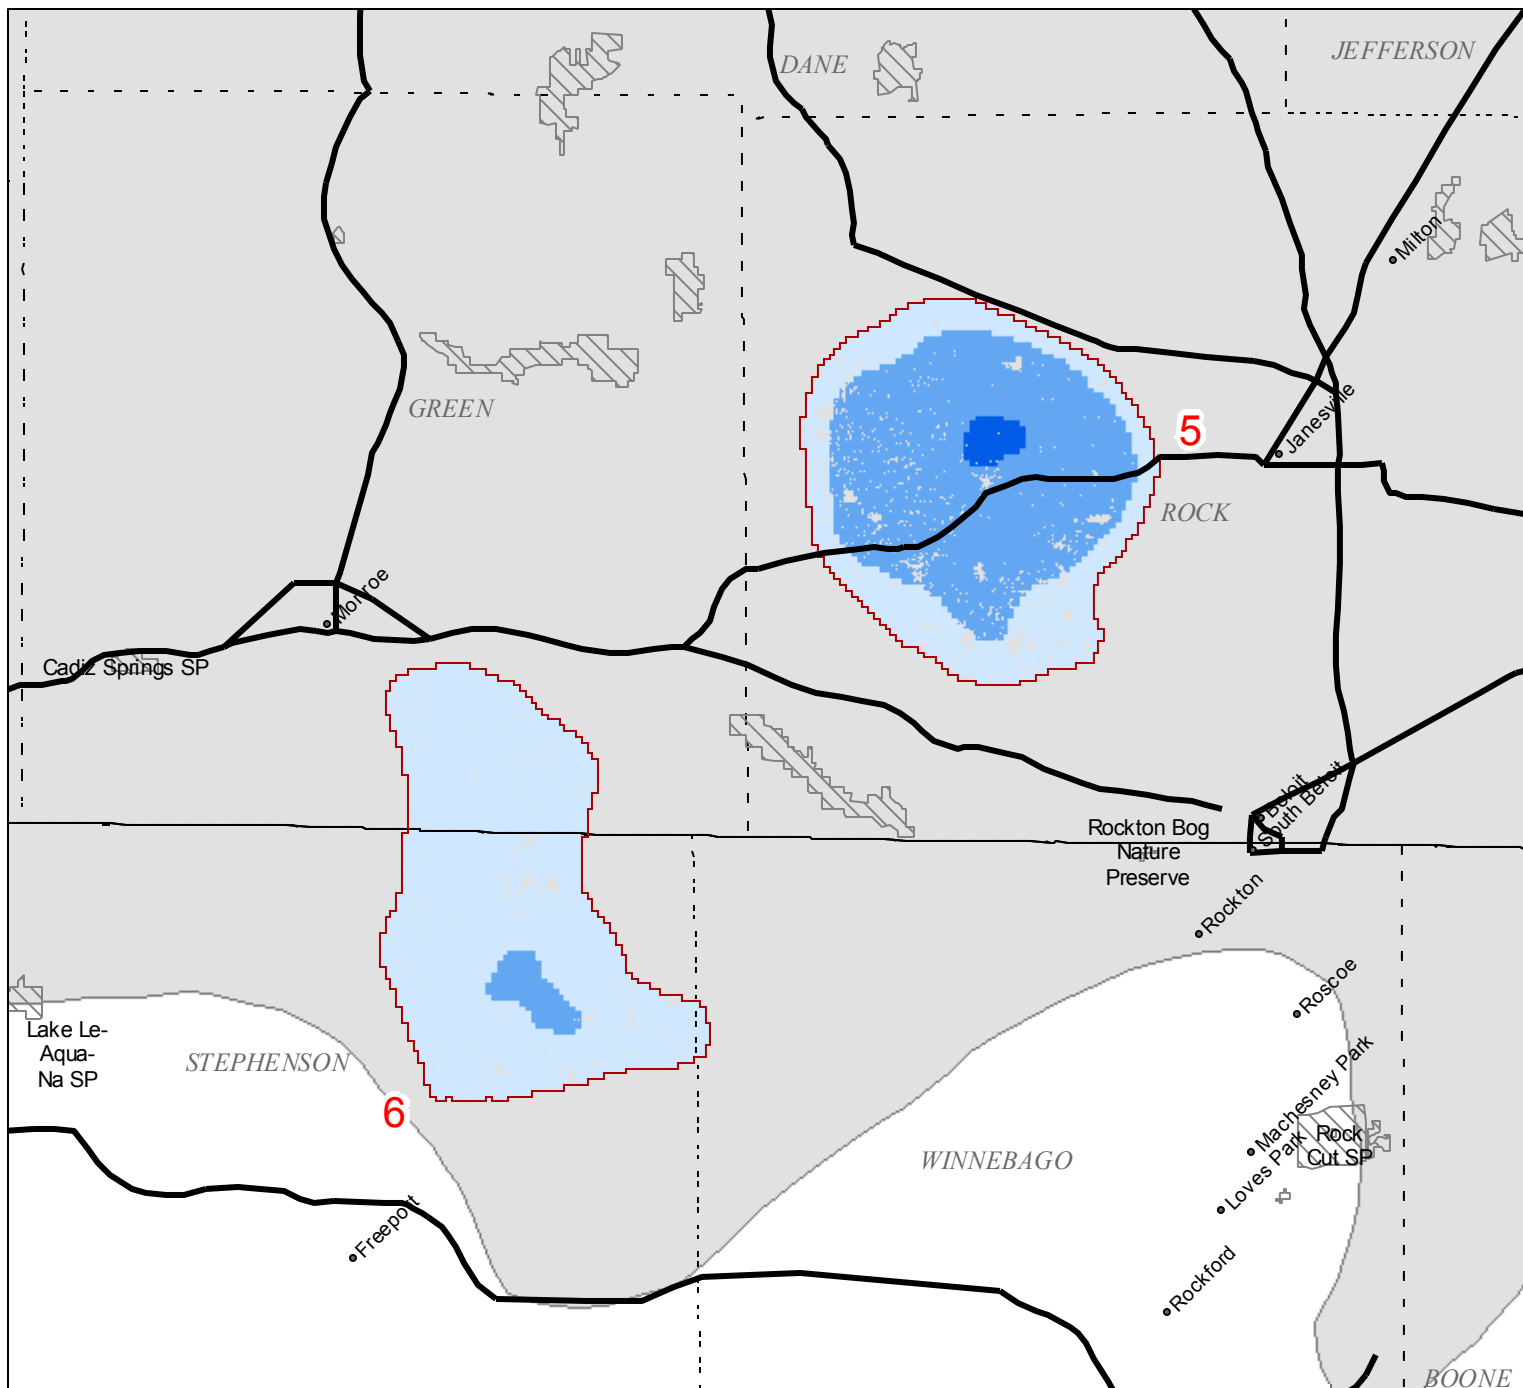 DANE
JEFFERSON
Milton
GREEN
Janesville
5
ROCK
Monroe
Cadiz Springs SP
Beloit
South Beloit
Rockton Bog
Nature
Preserve
Rockton
Roscoe
Lake Le-
Aqua-
Na SP
STEPHENSON
6
Machesney Park
Rock
Cut SP
Loves Park
WINNEBAGO
Freeport
Rockford
BOONE